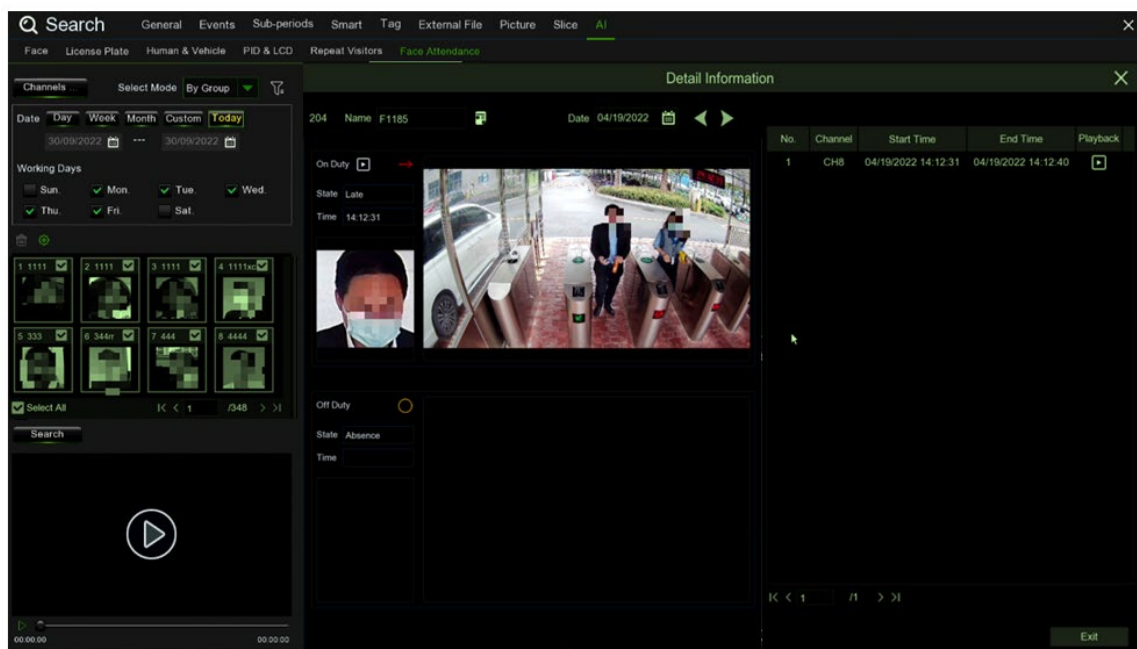 Search General Events Sub-periods Smart Tag External File Picture Slice AI
Face License Plate Human & Vehicle PID & LCD Repeat Visitors Face Attendance
Detail Information
Channels ... Select Mode By Group
Date Day Week Month Custom Today
30/09/2022 --- 30/09/2022
Working Days
Sun. Mon. Tue. Wed.
Thu. Fri. Sat.
1 1111 2 1111 3 1111 4 1111xc
5 333 6 344rr 7 444 8 4444
Select All 1 /348
Search
00:00:00 00:00:00
204 Name F1185 Date 04/19/2022
On Duty
State Late
Time 14:12:31
Off Duty
State Absence
Time
No. Channel Start Time End Time Playback
1 CH8 04/19/2022 14:12:31 04/19/2022 14:12:40
1 /1
Exit